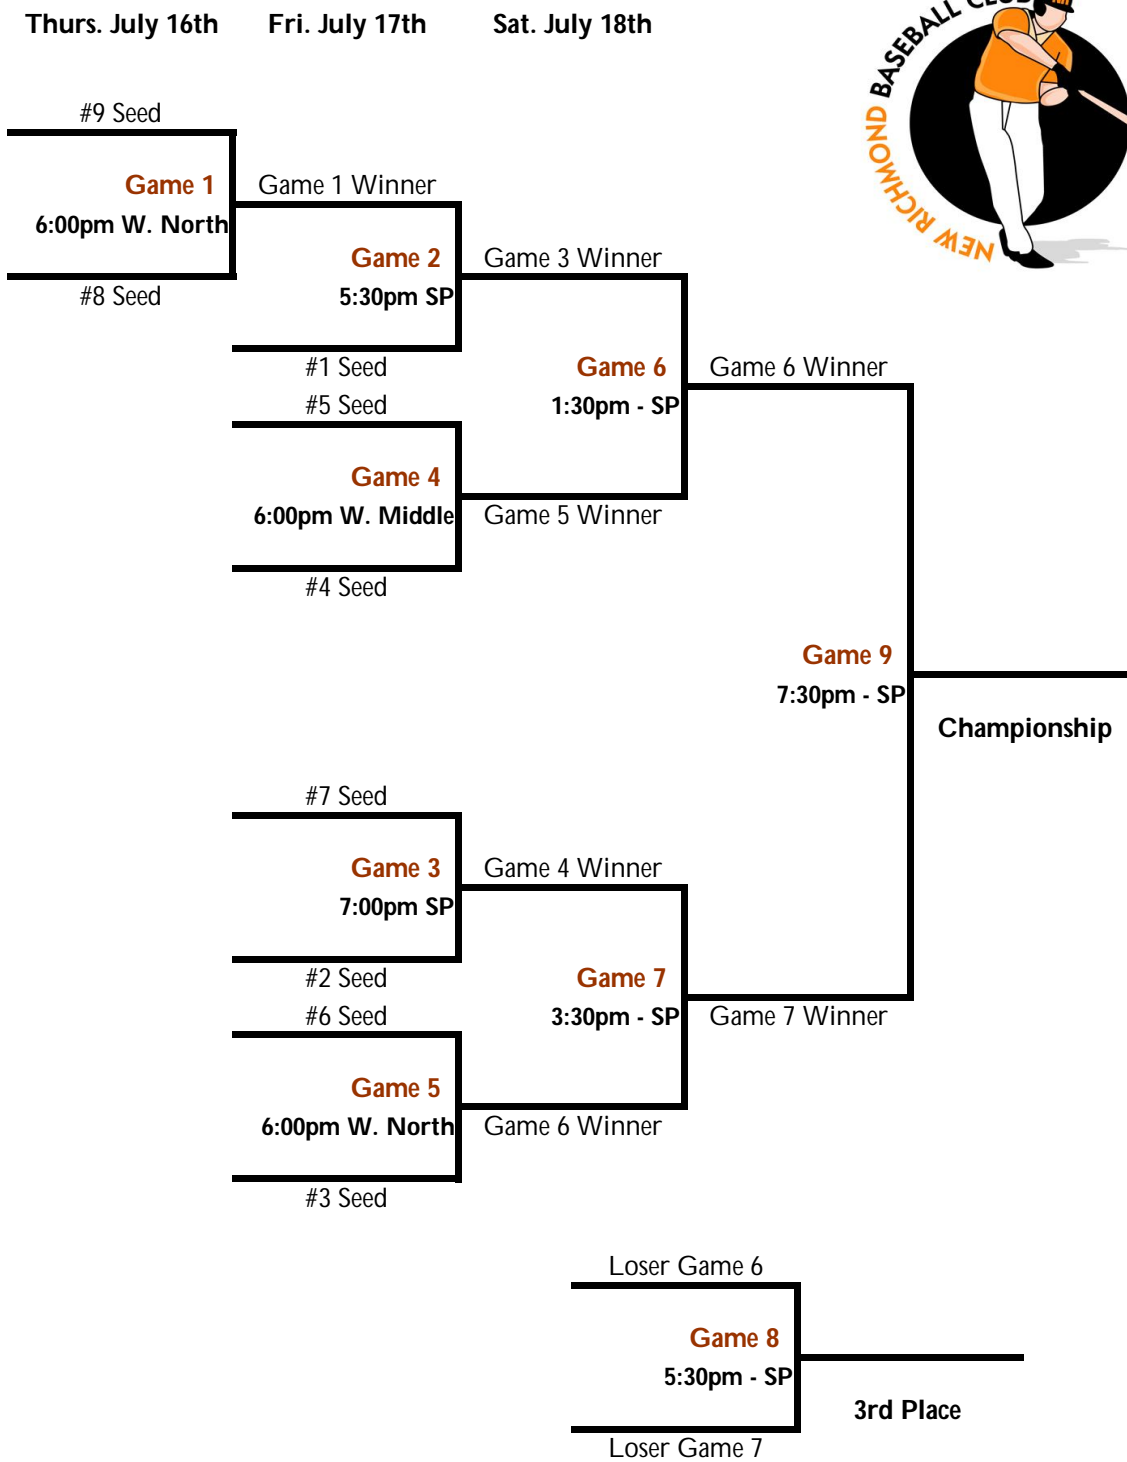 Thurs. July 16th Fri. July 17th Sat. July 18th
NEW RICHMOND BASEBALL CLUB
#9 Seed
Game 1 Game 1 Winner
6:00pm W. North
Game 2 Game 3 Winner
#8 Seed 5:30pm SP
#1 Seed Game 6 Game 6 Winner
#5 Seed 1:30pm - SP
Game 4
6:00pm W. Middle Game 5 Winner
#4 Seed
Game 9
7:30pm - SP
Championship
#7 Seed
Game 3 Game 4 Winner
7:00pm SP
#2 Seed Game 7
#6 Seed 3:30pm - SP Game 7 Winner
Game 5
6:00pm W. North Game 6 Winner
#3 Seed
Loser Game 6
Game 8
5:30pm - SP
3rd Place
Loser Game 7